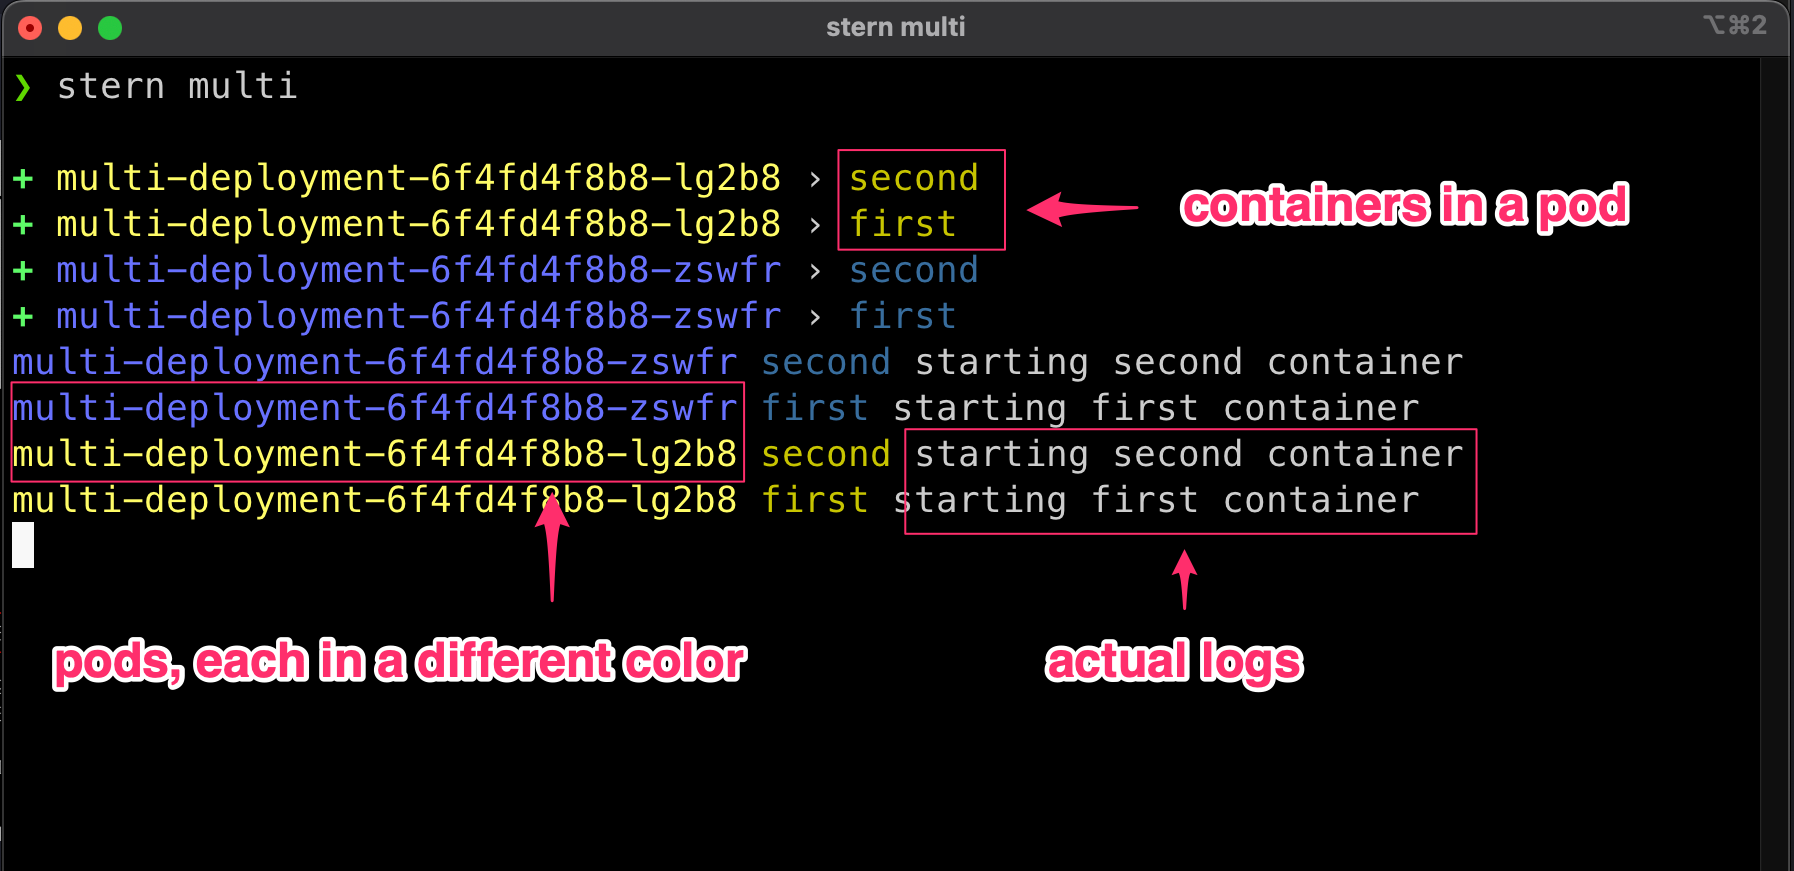 stern multi
⌥⌘2
❯ stern multi
+ multi-deployment-6f4fd4f8b8-lg2b8 › second
+ multi-deployment-6f4fd4f8b8-lg2b8 › first
containers in a pod
+ multi-deployment-6f4fd4f8b8-zswfr › second
+ multi-deployment-6f4fd4f8b8-zswfr › first
multi-deployment-6f4fd4f8b8-zswfr second starting second container
multi-deployment-6f4fd4f8b8-zswfr first starting first container
multi-deployment-6f4fd4f8b8-lg2b8 second starting second container
multi-deployment-6f4fd4f8b8-lg2b8 first starting first container
pods, each in a different color
actual logs